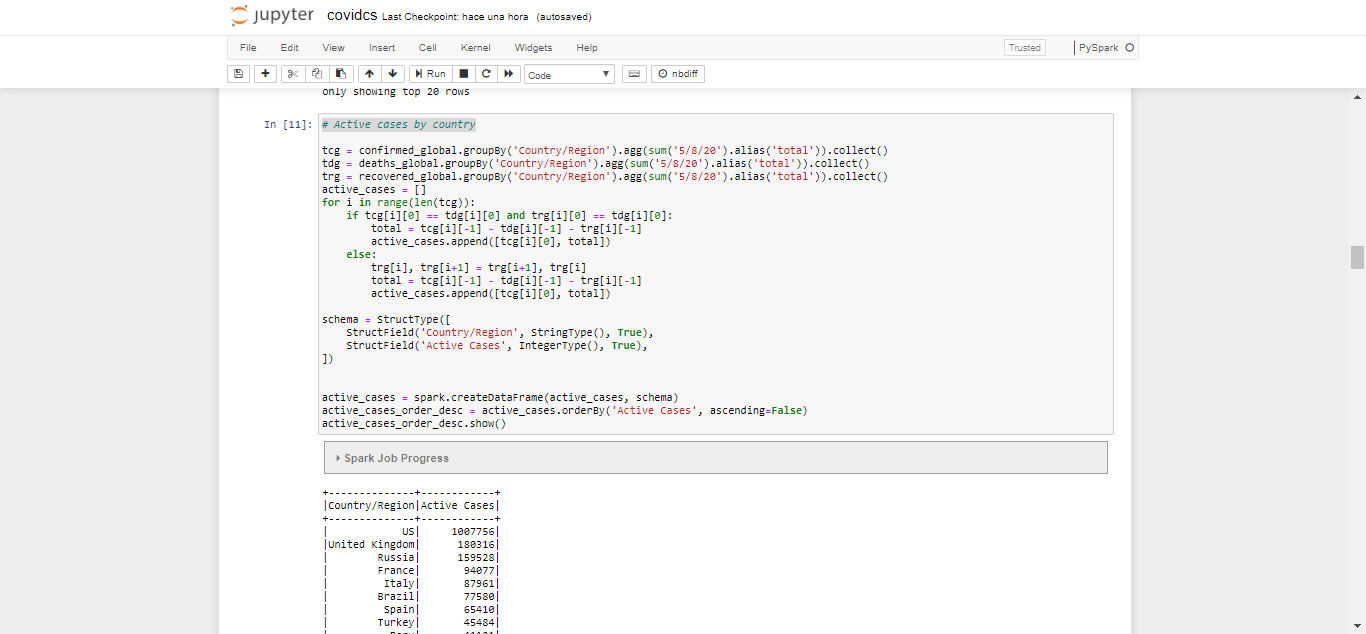 jupyter covidcs Last Checkpoint: hace una hora (autosaved)
File Edit View Insert Cell Kernel Widgets Help Trusted PySpark
Run Code nbdiff
only showing top 20 rows
In [11]: # Active cases by country
tcg = confirmed_global.groupBy('Country/Region').agg(sum('5/8/20').alias('total')).collect()
tdg = deaths_global.groupBy('Country/Region').agg(sum('5/8/20').alias('total')).collect()
trg = recovered_global.groupBy('Country/Region').agg(sum('5/8/20').alias('total')).collect()
active_cases = []
for i in range(len(tcg)):
    if tcg[i][0] == tdg[i][0] and trg[i][0] == tdg[i][0]:
        total = tcg[i][-1] - tdg[i][-1] - trg[i][-1]
        active_cases.append([tcg[i][0], total])
    else:
        trg[i], trg[i+1] = trg[i+1], trg[i]
        total = tcg[i][-1] - tdg[i][-1] - trg[i][-1]
        active_cases.append([tcg[i][0], total])
schema = StructType([
    StructField('Country/Region', StringType(), True),
    StructField('Active Cases', IntegerType(), True),
])
active_cases = spark.createDataFrame(active_cases, schema)
active_cases_order_desc = active_cases.orderBy('Active Cases', ascending=False)
active_cases_order_desc.show()
Spark Job Progress
+--------------+------------+
|Country/Region|Active Cases|
+--------------+------------+
|            US|     1007756|
|United Kingdom|      180316|
|        Russia|      159528|
|        France|       94077|
|         Italy|       87961|
|        Brazil|       77580|
|         Spain|       65410|
|        Turkey|       45484|